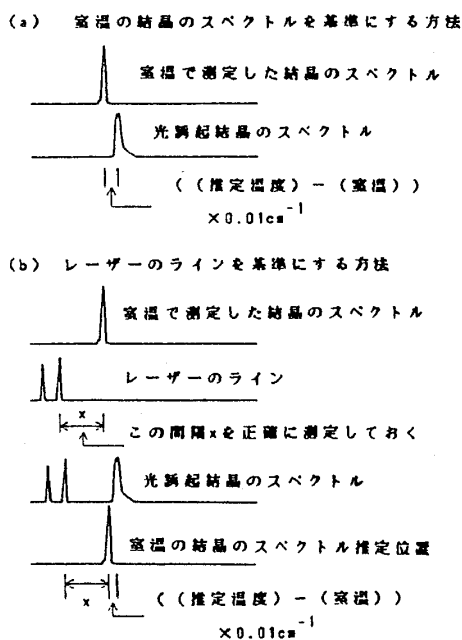 (a) 室温の結晶のスペクトルを基準にする方法
室温で測定した結晶のスペクトル
光誘起結晶のスペクトル
((推定温度)−(室温))
×0.01cm⁻¹
(b) レーザーのラインを基準にする方法
室温で測定した結晶のスペクトル
レーザーのライン
x
この間隔xを正確に測定しておく
光誘起結晶のスペクトル
室温の結晶のスペクトル推定位置
x
((推定温度)−(室温))
×0.01cm⁻¹